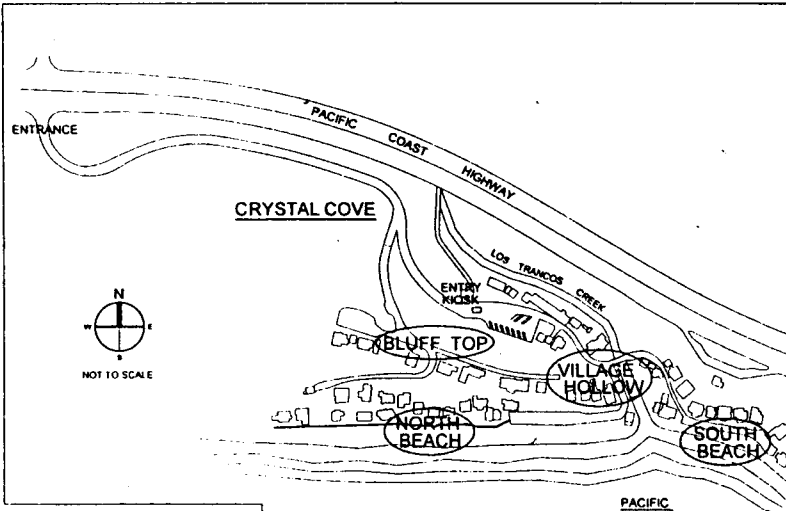 PACIFIC COAST HIGHWAY
ENTRANCE
CRYSTAL COVE
LOS TRANCOS CREEK
ENTRY
KIOSK
N
W E
S
NOT TO SCALE
BLUFF TOP
VILLAGE
HOLLOW
NORTH
BEACH
SOUTH
BEACH
PACIFIC